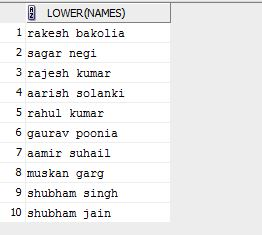 LOWER(NAMES)
1 rakesh bakolia
2 sagar negi
3 rajesh kumar
4 aarish solanki
5 rahul kumar
6 gaurav poonia
7 aamir suhail
8 muskan garg
9 shubham singh
10 shubham jain